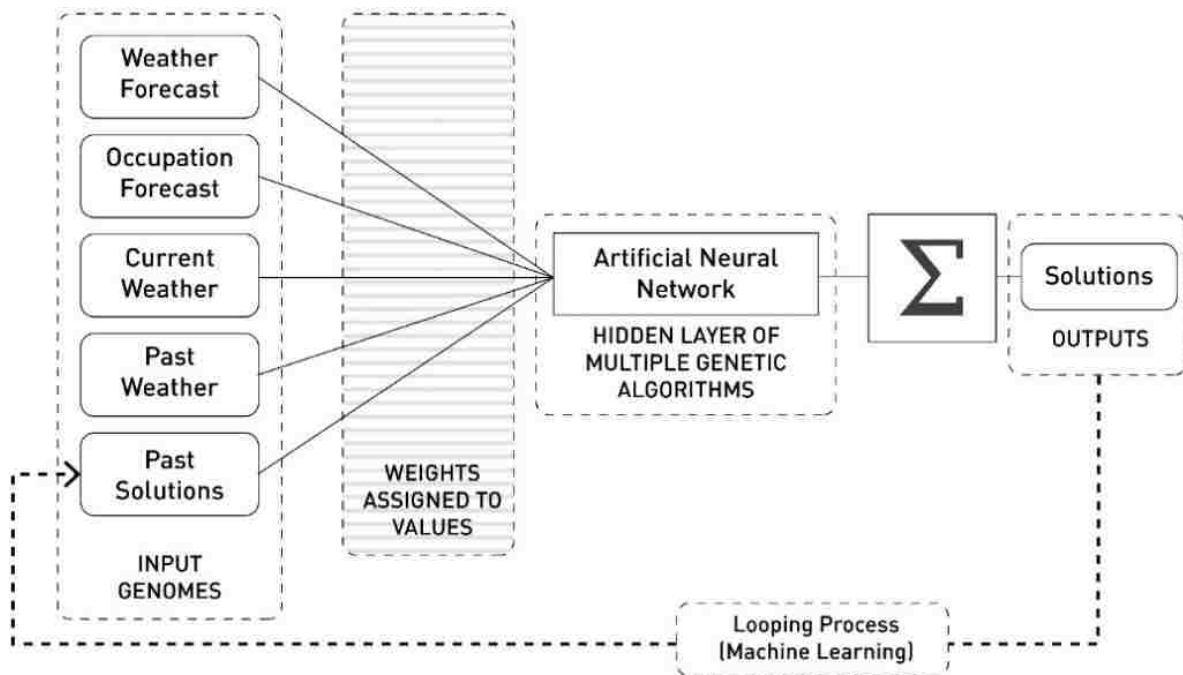 Weather
Forecast
Occupation
Forecast
Current
Weather
Past
Weather
Past
Solutions
INPUT
GENOMES
WEIGHTS
ASSIGNED TO
VALUES
Artificial Neural
Network
HIDDEN LAYER OF
MULTIPLE GENETIC
ALGORITHMS
Σ
Solutions
OUTPUTS
Looping Process
(Machine Learning)